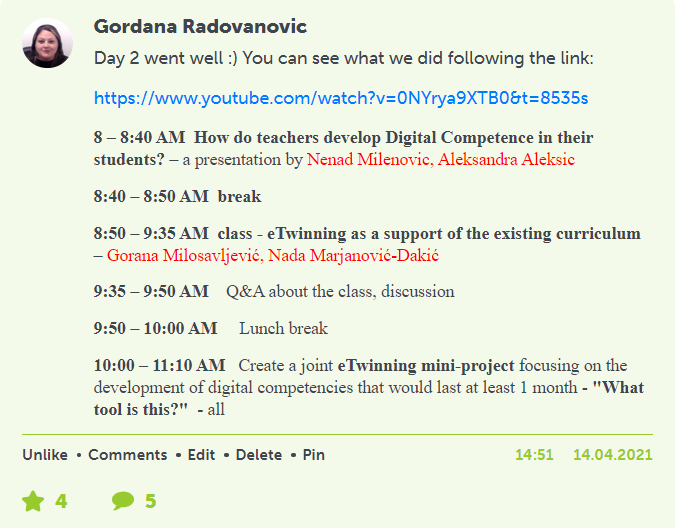 Gordana Radovanovic
Day 2 went well :) You can see what we did following the link:
https://www.youtube.com/watch?v=0NYrya9XTB0&t=8535s
8 – 8:40 AM  How do teachers develop Digital Competence in their
students? – a presentation by Nenad Milenovic, Aleksandra Aleksic
8:40 – 8:50 AM  break
8:50 – 9:35 AM  class - eTwinning as a support of the existing curriculum
– Gorana Milosavljević, Nada Marjanović-Dakić
9:35 – 9:50 AM    Q&A about the class, discussion
9:50 – 10:00 AM     Lunch break
10:00 – 11:10 AM   Create a joint eTwinning mini-project focusing on the
development of digital competencies that would last at least 1 month - "What
tool is this?"  - all
Unlike • Comments • Edit • Delete • Pin 14:51 14.04.2021
4 5